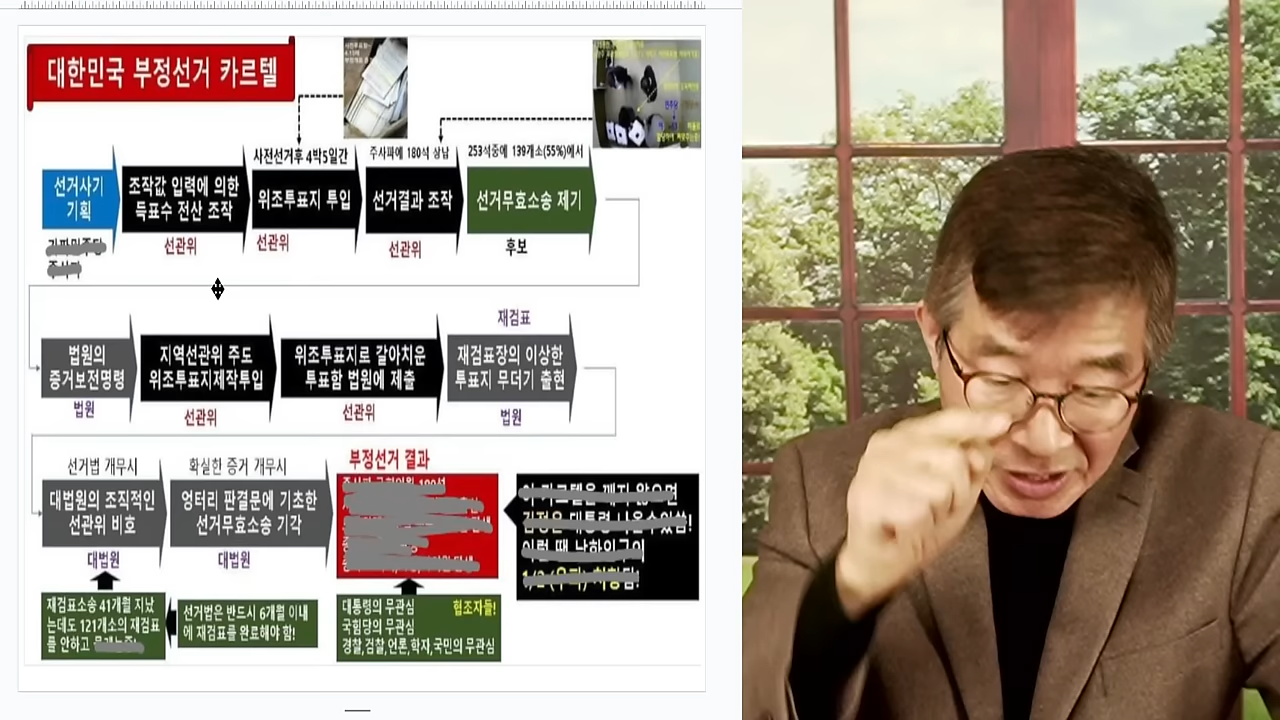 대한민국 부정선거 카르텔
사전선거후 4박5일간
주사파에 180석 상납
253석중에 139개소(55%)에서
선거사기
기획
조작값 입력에 의한
득표수 전산 조작
위조투표지 투입
선거결과 조작
선거무효소송 제기
선관위
선관위
선관위
후보
재검표
법원의
증거보전명령
지역선관위 주도
위조투표지제작투입
위조투표지로 갈아치운
투표함 법원에 제출
재검표장의 이상한
투표지 무더기 출현
법원
선관위
선관위
법원
선거법 개무시
확실한 증거 개무시
부정선거 결과
대법원의 조직적인
선관위 비호
엉터리 판결문에 기초한
선거무효소송 기각
대법원
대법원
재검표소송 41개월 지났
는데도 121개소의 재검표
를 안하고
선거법은 반드시 6개월 이내
에 재검표를 완료해야 함!
대통령의 무관심
협조자들!
국힘당의 무관심
경찰,검찰,언론,학자,국민의 무관심